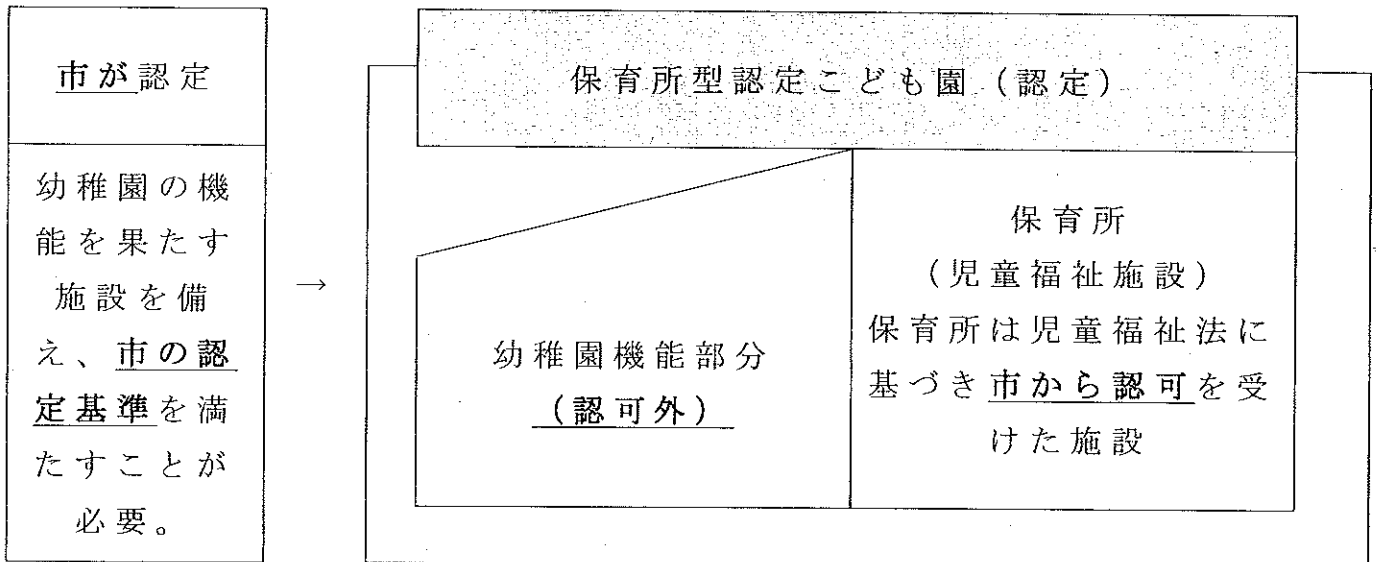 市が認定
幼稚園の機
能を果たす
施設を備
え、市の認
定基準を満
たすことが
必要。
→
保育所型認定こども園（認定）
幼稚園機能部分
（認可外）
保育所
（児童福祉施設）
保育所は児童福祉法に
基づき市から認可を受
けた施設